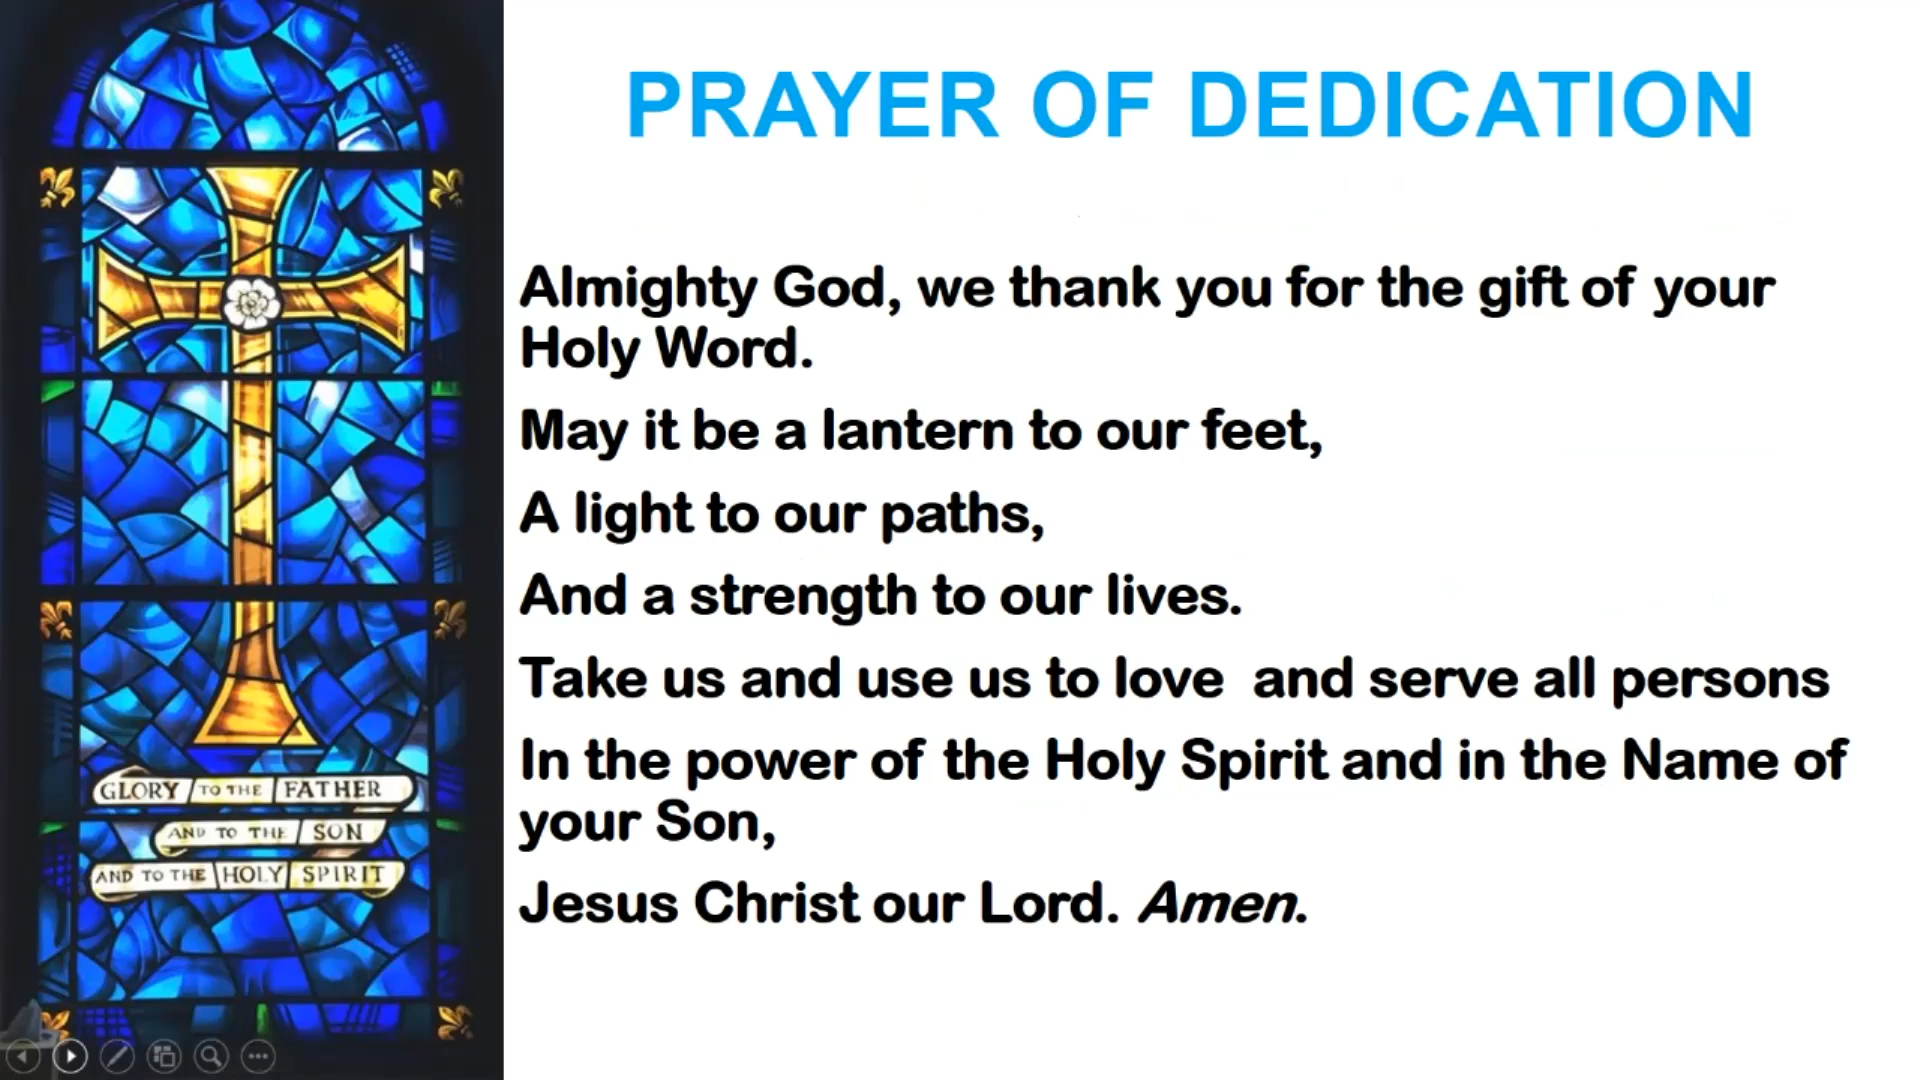 PRAYER OF DEDICATION
Almighty God, we thank you for the gift of your
Holy Word.
May it be a lantern to our feet,
A light to our paths,
And a strength to our lives.
Take us and use us to love  and serve all persons
In the power of the Holy Spirit and in the Name of
your Son,
Jesus Christ our Lord. Amen.
GLORY TO THE FATHER
AND TO THE SON
AND TO THE HOLY SPIRIT